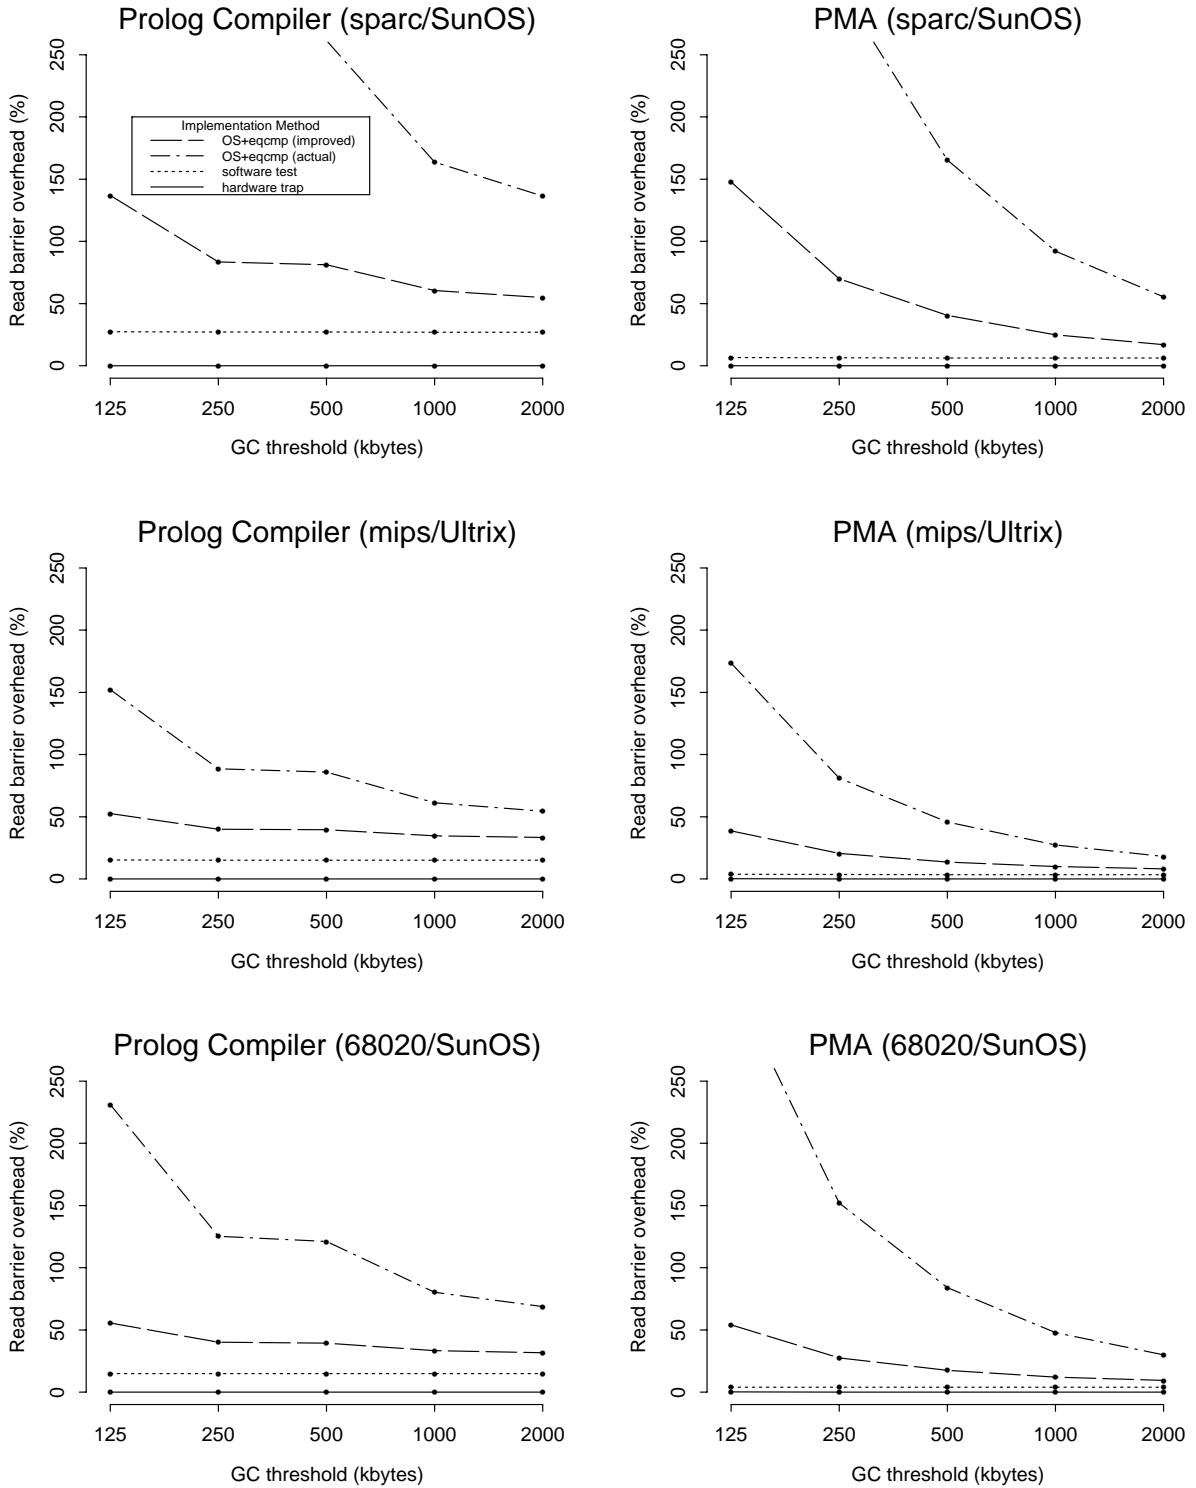 Prolog Compiler (sparc/SunOS)
Read barrier overhead (%)
250
200
150
100
50
0
Implementation Method
OS+eqcmp (improved)
OS+eqcmp (actual)
software test
hardware trap
125 250 500 1000 2000
GC threshold (kbytes)
PMA (sparc/SunOS)
Read barrier overhead (%)
250
200
150
100
50
0
125 250 500 1000 2000
GC threshold (kbytes)
Prolog Compiler (mips/Ultrix)
Read barrier overhead (%)
250
200
150
100
50
0
125 250 500 1000 2000
GC threshold (kbytes)
PMA (mips/Ultrix)
Read barrier overhead (%)
250
200
150
100
50
0
125 250 500 1000 2000
GC threshold (kbytes)
Prolog Compiler (68020/SunOS)
Read barrier overhead (%)
250
200
150
100
50
0
125 250 500 1000 2000
GC threshold (kbytes)
PMA (68020/SunOS)
Read barrier overhead (%)
250
200
150
100
50
0
125 250 500 1000 2000
GC threshold (kbytes)